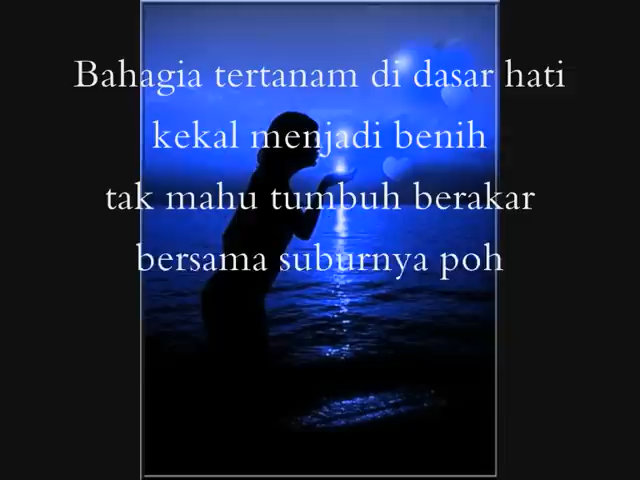 Bahagia tertanam di dasar hati
kekal menjadi benih
tak mahu tumbuh berakar
bersama suburnya poh